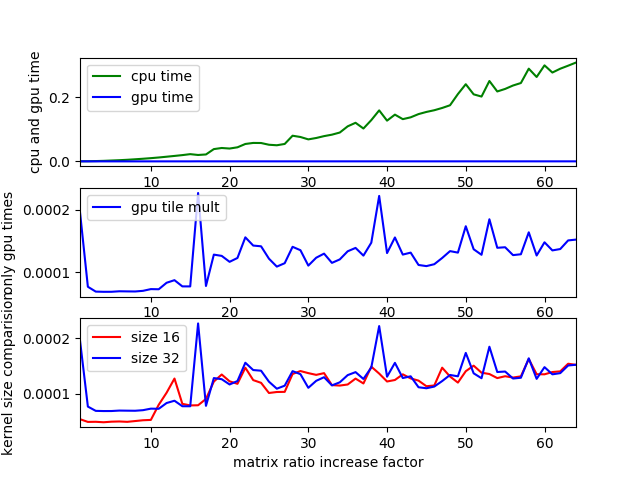 cpu and gpu time
cpu time
gpu time
0.2
0.0
10 20 30 40 50 60
only gpu times
gpu tile mult
0.0002
0.0001
10 20 30 40 50 60
kernel size comparision
size 16
size 32
0.0002
0.0001
10 20 30 40 50 60
matrix ratio increase factor